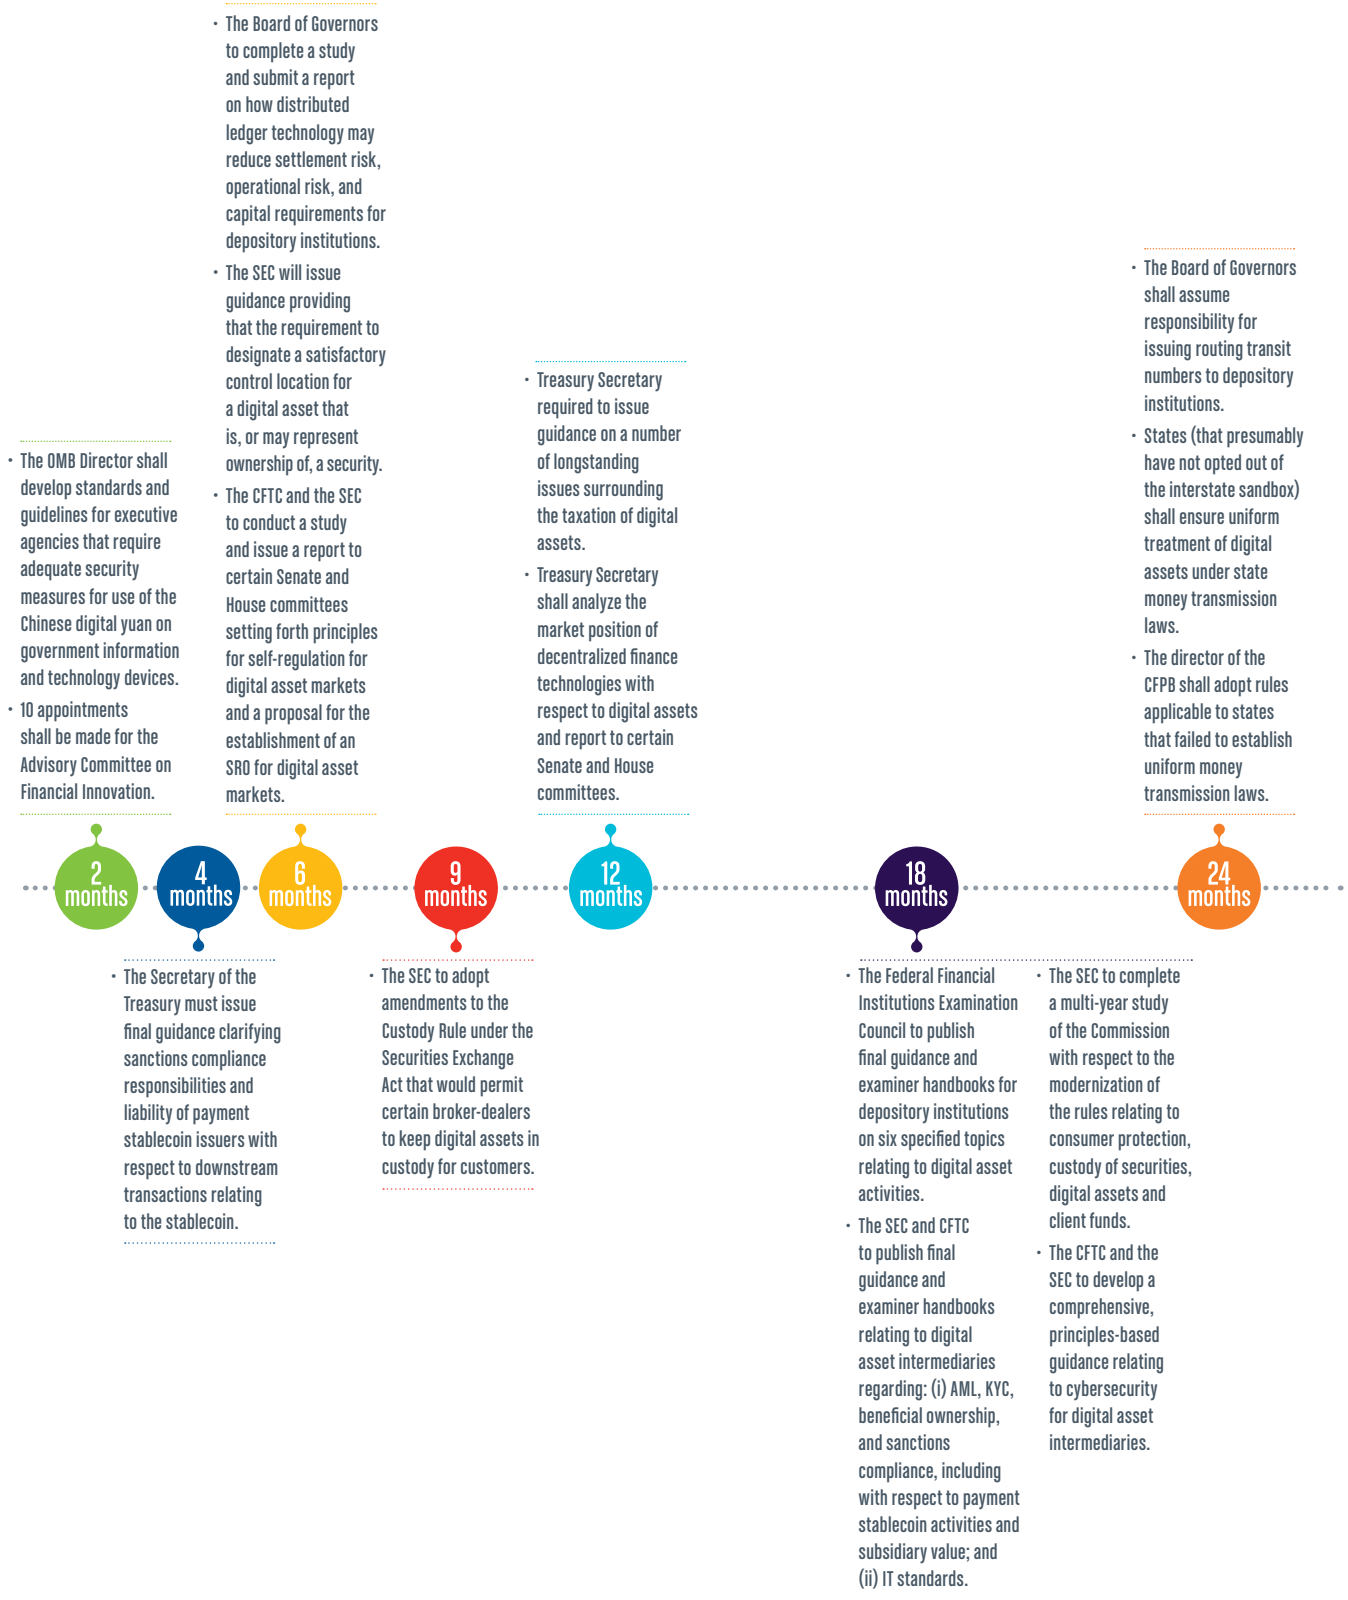 The Board of Governors
to complete a study
and submit a report
on how distributed
ledger technology may
reduce settlement risk,
operational risk, and
capital requirements for
depository institutions.
• The SEC will issue
guidance providing
that the requirement to
designate a satisfactory
control location for
a digital asset that
is, or may represent
ownership of, a security.
• The CFTC and the SEC
to conduct a study
and issue a report to
certain Senate and
House committees
setting forth principles
for self-regulation for
digital asset markets
and a proposal for the
establishment of an
SRO for digital asset
markets.
• The OMB Director shall
develop standards and
guidelines for executive
agencies that require
adequate security
measures for use of the
Chinese digital yuan on
government information
and technology devices.
• 10 appointments
shall be made for the
Advisory Committee on
Financial Innovation.
• Treasury Secretary
required to issue
guidance on a number
of longstanding
issues surrounding
the taxation of digital
assets.
• Treasury Secretary
shall analyze the
market position of
decentralized finance
technologies with
respect to digital assets
and report to certain
Senate and House
committees.
• The Board of Governors
shall assume
responsibility for
issuing routing transit
numbers to depository
institutions.
• States (that presumably
have not opted out of
the interstate sandbox)
shall ensure uniform
treatment of digital
assets under state
money transmission
laws.
• The director of the
CFPB shall adopt rules
applicable to states
that failed to establish
uniform money
transmission laws.
2
months
4
months
6
months
9
months
12
months
18
months
24
months
• The Secretary of the
Treasury must issue
final guidance clarifying
sanctions compliance
responsibilities and
liability of payment
stablecoin issuers with
respect to downstream
transactions relating
to the stablecoin.
• The SEC to adopt
amendments to the
Custody Rule under the
Securities Exchange
Act that would permit
certain broker-dealers
to keep digital assets in
custody for customers.
• The Federal Financial
Institutions Examination
Council to publish
final guidance and
examiner handbooks for
depository institutions
on six specified topics
relating to digital asset
activities.
• The SEC and CFTC
to publish final
guidance and
examiner handbooks
relating to digital
asset intermediaries
regarding: (i) AML, KYC,
beneficial ownership,
and sanctions
compliance, including
with respect to payment
stablecoin activities and
subsidiary value; and
(ii) IT standards.
• The SEC to complete
a multi-year study
of the Commission
with respect to the
modernization of
the rules relating to
consumer protection,
custody of securities,
digital assets and
client funds.
• The CFTC and the
SEC to develop a
comprehensive,
principles-based
guidance relating
to cybersecurity
for digital asset
intermediaries.